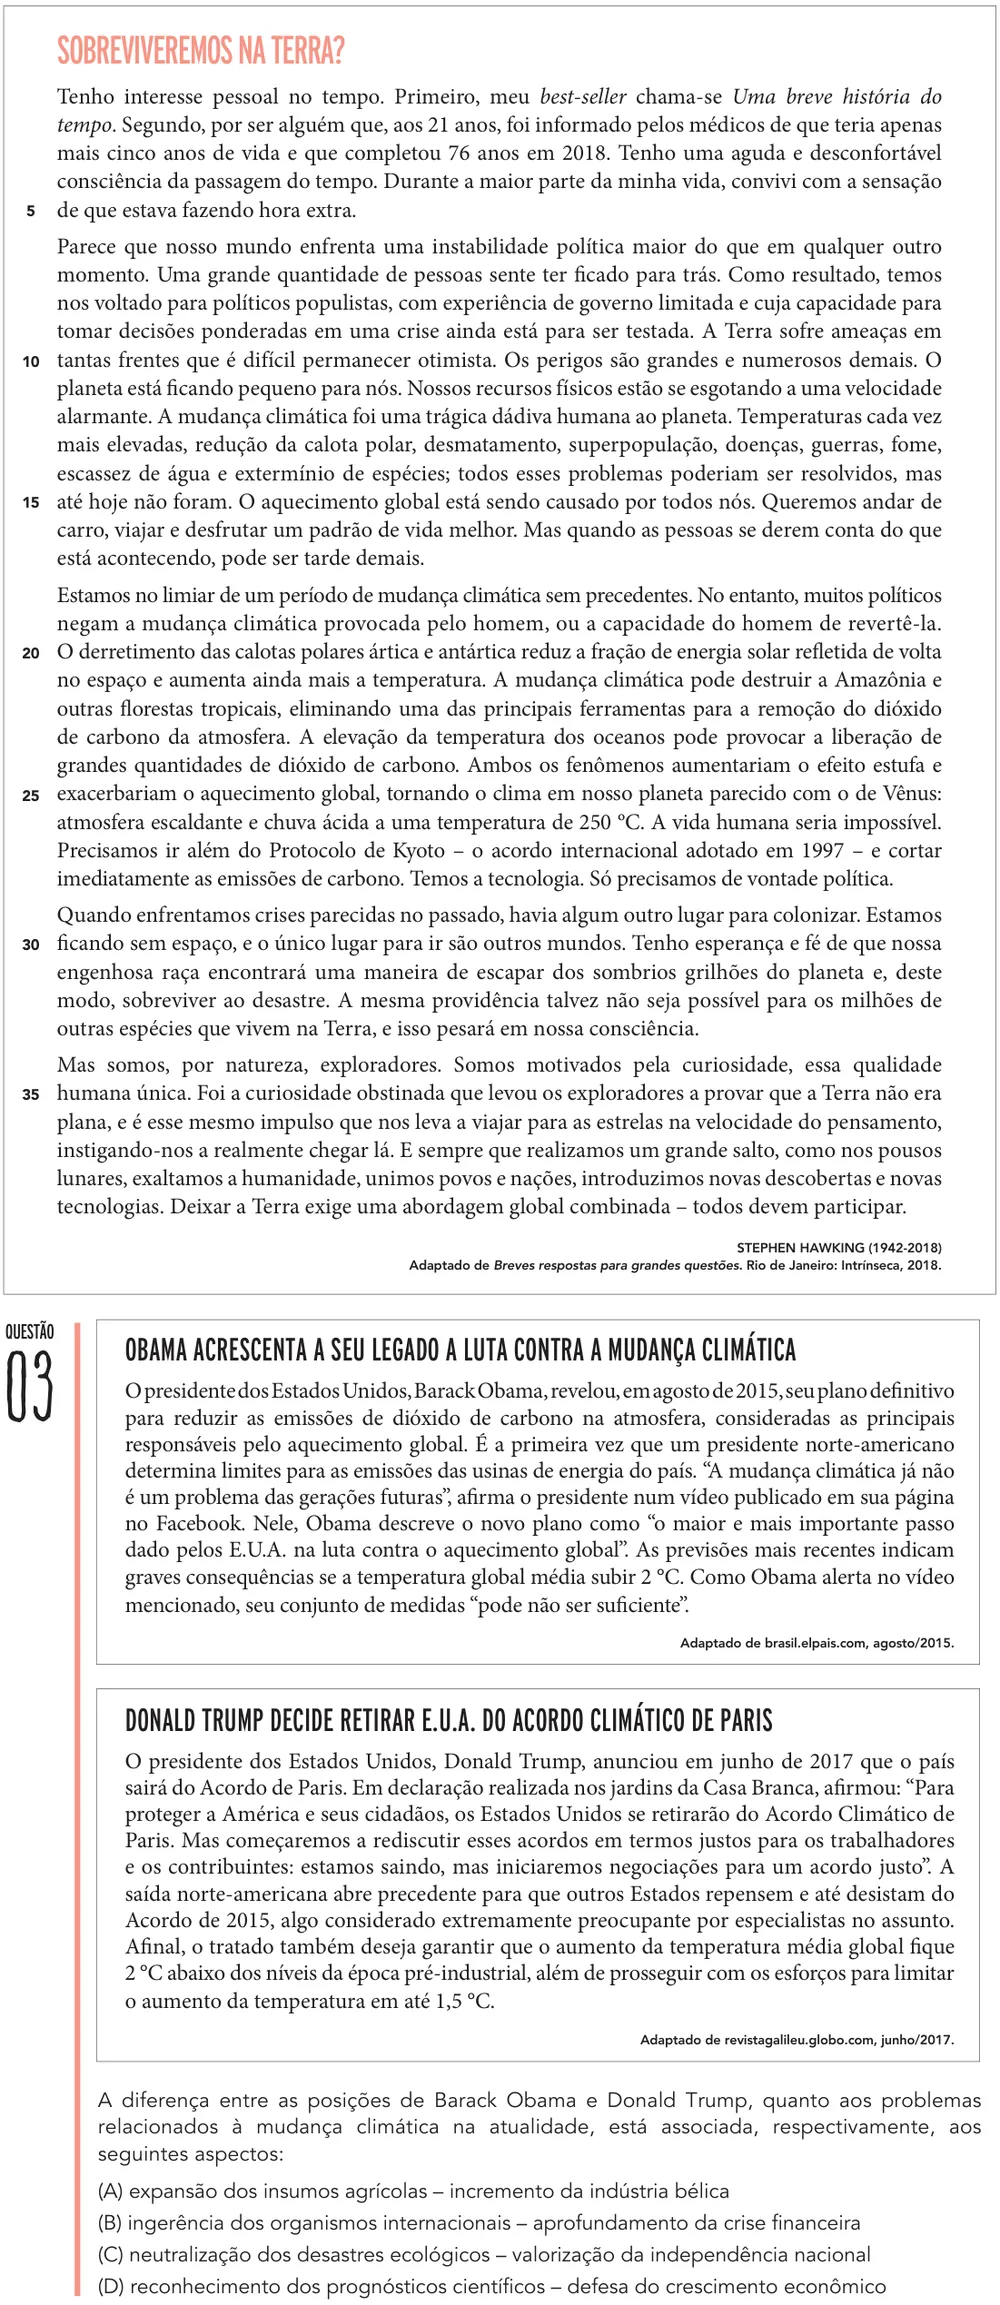 SOBREVIVEREMOS NA TERRA?
Tenho interesse pessoal no tempo. Primeiro, meu best-seller chama-se Uma breve história do
tempo. Segundo, por ser alguém que, aos 21 anos, foi informado pelos médicos de que teria apenas
mais cinco anos de vida e que completou 76 anos em 2018. Tenho uma aguda e desconfortável
consciência da passagem do tempo. Durante a maior parte da minha vida, convivi com a sensação
5 de que estava fazendo hora extra.
Parece que nosso mundo enfrenta uma instabilidade política maior do que em qualquer outro
momento. Uma grande quantidade de pessoas sente ter ficado para trás. Como resultado, temos
nos voltado para políticos populistas, com experiência de governo limitada e cuja capacidade para
tomar decisões ponderadas em uma crise ainda está para ser testada. A Terra sofre ameaças em
10 tantas frentes que é difícil permanecer otimista. Os perigos são grandes e numerosos demais. O
planeta está ficando pequeno para nós. Nossos recursos físicos estão se esgotando a uma velocidade
alarmante. A mudança climática foi uma trágica dádiva humana ao planeta. Temperaturas cada vez
mais elevadas, redução da calota polar, desmatamento, superpopulação, doenças, guerras, fome,
escassez de água e extermínio de espécies; todos esses problemas poderiam ser resolvidos, mas
15 até hoje não foram. O aquecimento global está sendo causado por todos nós. Queremos andar de
carro, viajar e desfrutar um padrão de vida melhor. Mas quando as pessoas se derem conta do que
está acontecendo, pode ser tarde demais.
Estamos no limiar de um período de mudança climática sem precedentes. No entanto, muitos políticos
negam a mudança climática provocada pelo homem, ou a capacidade do homem de revertê-la.
20 O derretimento das calotas polares ártica e antártica reduz a fração de energia solar refletida de volta
no espaço e aumenta ainda mais a temperatura. A mudança climática pode destruir a Amazônia e
outras florestas tropicais, eliminando uma das principais ferramentas para a remoção do dióxido
de carbono da atmosfera. A elevação da temperatura dos oceanos pode provocar a liberação de
grandes quantidades de dióxido de carbono. Ambos os fenômenos aumentariam o efeito estufa e
25 exacerbariam o aquecimento global, tornando o clima em nosso planeta parecido com o de Vênus:
atmosfera escaldante e chuva ácida a uma temperatura de 250 ºC. A vida humana seria impossível.
Precisamos ir além do Protocolo de Kyoto – o acordo internacional adotado em 1997 – e cortar
imediatamente as emissões de carbono. Temos a tecnologia. Só precisamos de vontade política.
Quando enfrentamos crises parecidas no passado, havia algum outro lugar para colonizar. Estamos
30 ficando sem espaço, e o único lugar para ir são outros mundos. Tenho esperança e fé de que nossa
engenhosa raça encontrará uma maneira de escapar dos sombrios grilhões do planeta e, deste
modo, sobreviver ao desastre. A mesma providência talvez não seja possível para os milhões de
outras espécies que vivem na Terra, e isso pesará em nossa consciência.
Mas somos, por natureza, exploradores. Somos motivados pela curiosidade, essa qualidade
35 humana única. Foi a curiosidade obstinada que levou os exploradores a provar que a Terra não era
plana, e é esse mesmo impulso que nos leva a viajar para as estrelas na velocidade do pensamento,
instigando-nos a realmente chegar lá. E sempre que realizamos um grande salto, como nos pousos
lunares, exaltamos a humanidade, unimos povos e nações, introduzimos novas descobertas e novas
tecnologias. Deixar a Terra exige uma abordagem global combinada – todos devem participar.
STEPHEN HAWKING (1942-2018)
Adaptado de Breves respostas para grandes questões. Rio de Janeiro: Intrínseca, 2018.
QUESTÃO
03
OBAMA ACRESCENTA A SEU LEGADO A LUTA CONTRA A MUDANÇA CLIMÁTICA
O presidente dos Estados Unidos, Barack Obama, revelou, em agosto de 2015, seu plano definitivo
para reduzir as emissões de dióxido de carbono na atmosfera, consideradas as principais
responsáveis pelo aquecimento global. É a primeira vez que um presidente norte-americano
determina limites para as emissões das usinas de energia do país. “A mudança climática já não
é um problema das gerações futuras”, afirma o presidente num vídeo publicado em sua página
no Facebook. Nele, Obama descreve o novo plano como “o maior e mais importante passo
dado pelos E.U.A. na luta contra o aquecimento global”. As previsões mais recentes indicam
graves consequências se a temperatura global média subir 2 ºC. Como Obama alerta no vídeo
mencionado, seu conjunto de medidas “pode não ser suficiente”.
Adaptado de brasil.elpais.com, agosto/2015.
DONALD TRUMP DECIDE RETIRAR E.U.A. DO ACORDO CLIMÁTICO DE PARIS
O presidente dos Estados Unidos, Donald Trump, anunciou em junho de 2017 que o país
sairá do Acordo de Paris. Em declaração realizada nos jardins da Casa Branca, afirmou: “Para
proteger a América e seus cidadãos, os Estados Unidos se retirarão do Acordo Climático de
Paris. Mas começaremos a rediscutir esses acordos em termos justos para os trabalhadores
e os contribuintes: estamos saindo, mas iniciaremos negociações para um acordo justo”. A
saída norte-americana abre precedente para que outros Estados repensem e até desistam do
Acordo de 2015, algo considerado extremamente preocupante por especialistas no assunto.
Afinal, o tratado também deseja garantir que o aumento da temperatura média global fique
2 ºC abaixo dos níveis da época pré-industrial, além de prosseguir com os esforços para limitar
o aumento da temperatura em até 1,5 ºC.
Adaptado de revistagalileu.globo.com, junho/2017.
A diferença entre as posições de Barack Obama e Donald Trump, quanto aos problemas
relacionados à mudança climática na atualidade, está associada, respectivamente, aos
seguintes aspectos:
(A) expansão dos insumos agrícolas – incremento da indústria bélica
(B) ingerência dos organismos internacionais – aprofundamento da crise financeira
(C) neutralização dos desastres ecológicos – valorização da independência nacional
(D) reconhecimento dos prognósticos científicos – defesa do crescimento econômico